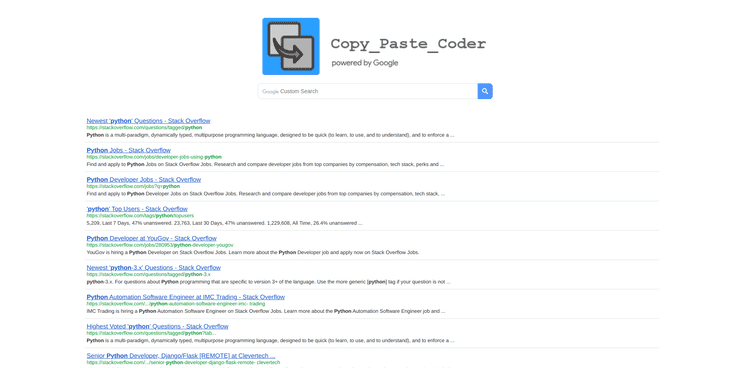 Copy_Paste_Coder
powered by Google
Google Custom Search
Newest 'python' Questions - Stack Overflow
https://stackoverflow.com/questions/tagged/python
Python is a multi-paradigm, dynamically typed, multipurpose programming language, designed to be quick (to learn, to use, and to understand), and to enforce a ...
Python Jobs - Stack Overflow
https://stackoverflow.com/jobs/developer-jobs-using-python
Find and apply to Python Jobs on Stack Overflow Jobs. Research and compare developer jobs from top companies by compensation, tech stack, perks and ...
Python Developer Jobs - Stack Overflow
https://stackoverflow.com/jobs?q=python
Find and apply to Python Developer Jobs on Stack Overflow Jobs. Research and compare developer jobs from top companies by compensation, tech stack, ...
'python' Top Users - Stack Overflow
https://stackoverflow.com/tags/python/topusers
5,209, Last 7 Days, 47% unanswered. 23,763, Last 30 Days, 47% unanswered. 1,229,608, All Time, 26.4% unanswered ...
Python Developer at YouGov - Stack Overflow
https://stackoverflow.com/jobs/280953/python-developer-yougov
YouGov is hiring a Python Developer on Stack Overflow Jobs. Learn more about the Python Developer job and apply now on Stack Overflow Jobs.
Newest 'python-3.x' Questions - Stack Overflow
https://stackoverflow.com/questions/tagged/python-3.x
python-3.x. For questions about Python programming that are specific to version 3+ of the language. Use the more generic [python] tag if your question is not ...
Python Automation Software Engineer at IMC Trading - Stack Overflow
https://stackoverflow.com/.../python-automation-software-engineer-imc- trading
IMC Trading is hiring a Python Automation Software Engineer on Stack Overflow Jobs. Learn more about the Python Automation Software Engineer job and ...
Highest Voted 'python' Questions - Stack Overflow
https://stackoverflow.com/questions/tagged/python?tab...
Python is a multi-paradigm, dynamically typed, multipurpose programming language, designed to be quick (to learn, to use, and to understand), and to enforce a ...
Senior Python Developer, Django/Flask [REMOTE] at Clevertech ...
https://stackoverflow.com/.../senior-python-developer-django-flask-remote- clevertech